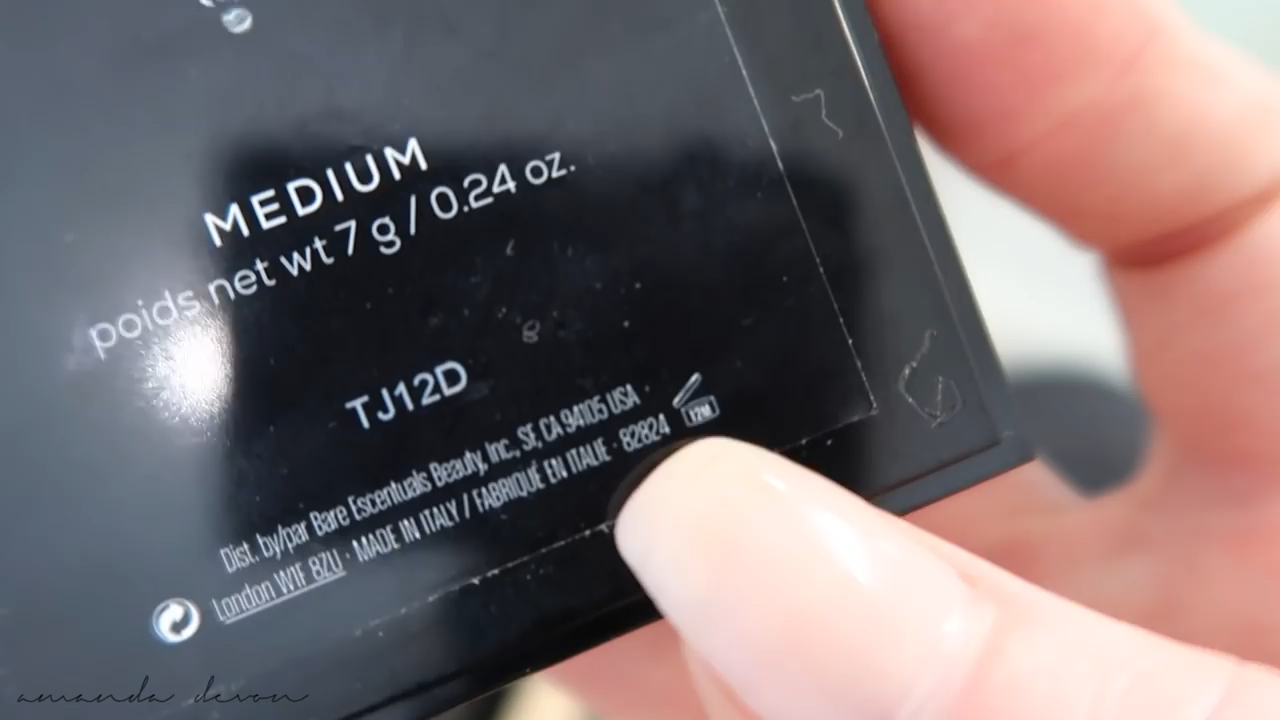 MEDIUM
poids net wt 7 g / 0.24 oz.
TJ12D
Dist. by/par Bare Escentuals Beauty, Inc., SF, CA 94105 USA ·
London W1F 8ZU · MADE IN ITALY / FABRIQUÉ EN ITALIE · 82824
12M
amanda devon